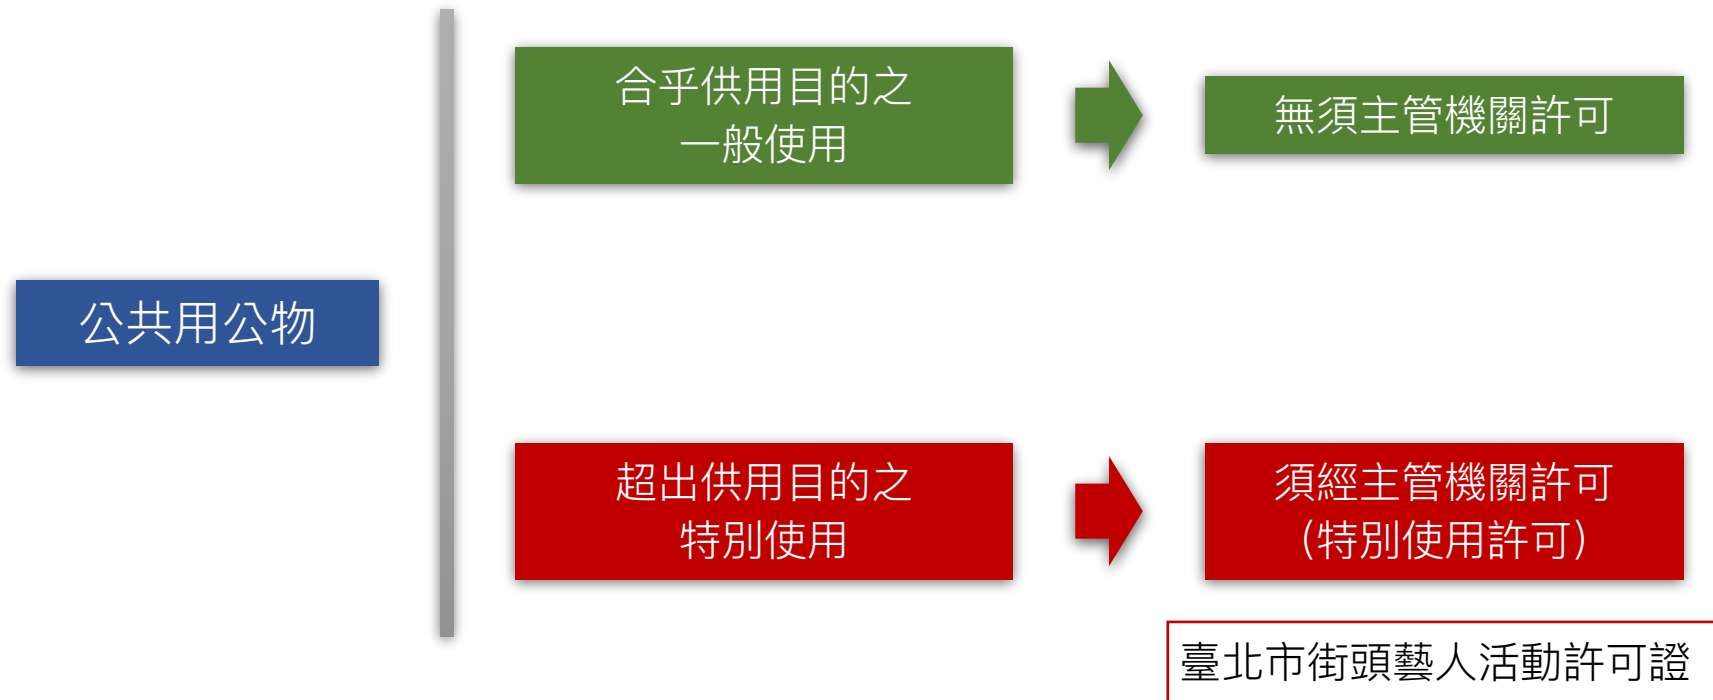 合乎供用目的之
一般使用
無須主管機關許可
公共用公物
超出供用目的之
特別使用
須經主管機關許可
(特別使用許可)
臺北市街頭藝人活動許可證